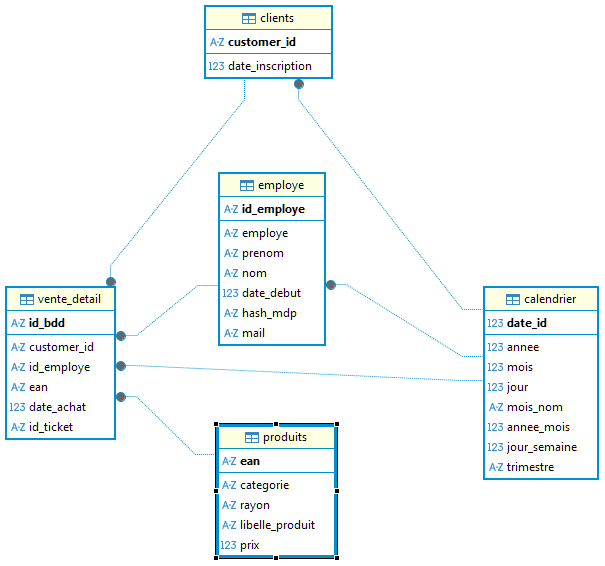 clients
A-Z customer_id
123 date_inscription
employe
A-Z id_employe
A-Z employe
A-Z prenom
A-Z nom
123 date_debut
A-Z hash_mdp
A-Z mail
vente_detail
A-Z id_bdd
A-Z customer_id
A-Z id_employe
A-Z ean
123 date_achat
A-Z id_ticket
calendrier
123 date_id
123 annee
123 mois
123 jour
A-Z mois_nom
123 annee_mois
123 jour_semaine
A-Z trimestre
produits
A-Z ean
A-Z categorie
A-Z rayon
A-Z libelle_produit
123 prix